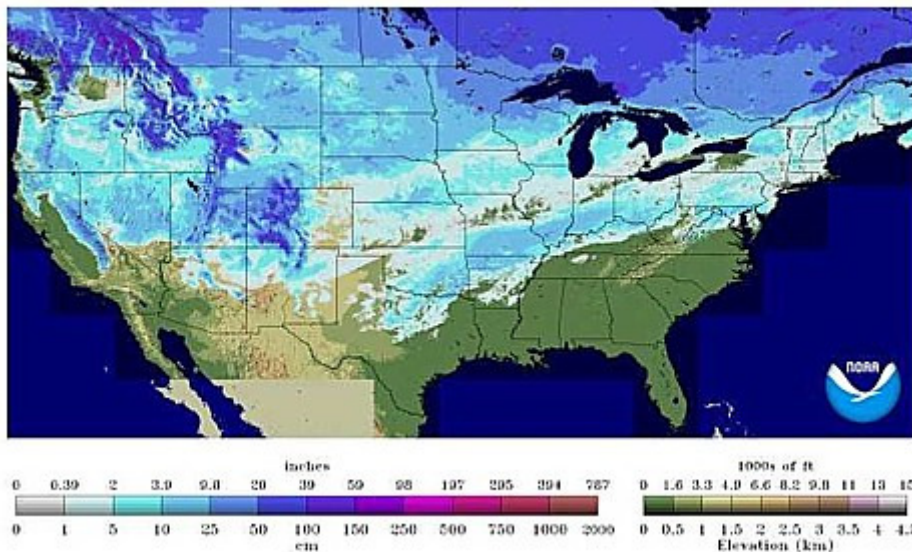 NOAA
inches
0 0.39 2 3.9 9.8 20 39 59 98 197 295 394 787
0 1 5 10 25 50 100 150 250 500 750 1000 2000
cm
1000s of ft
0 1.6 3.3 4.9 6.6 8.2 9.8 11 13 15
0 0.5 1 1.5 2 2.5 3 3.5 4 4.5
Elevation (km)